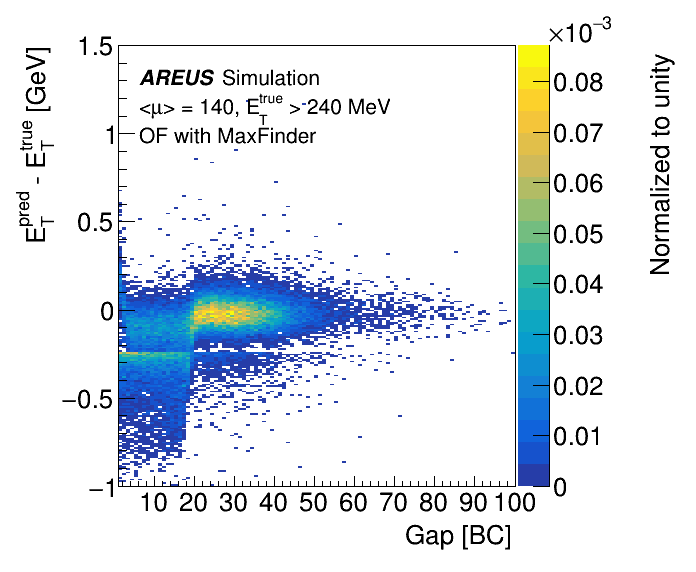 ×10⁻³
1.5
1
0.5
0
−0.5
−1
E_T^pred - E_T^true [GeV]
AREUS Simulation
<μ> = 140, E_T^true > 240 MeV
OF with MaxFinder
10 20 30 40 50 60 70 80 90 100
Gap [BC]
0.08
0.07
0.06
0.05
0.04
0.03
0.02
0.01
0
Normalized to unity